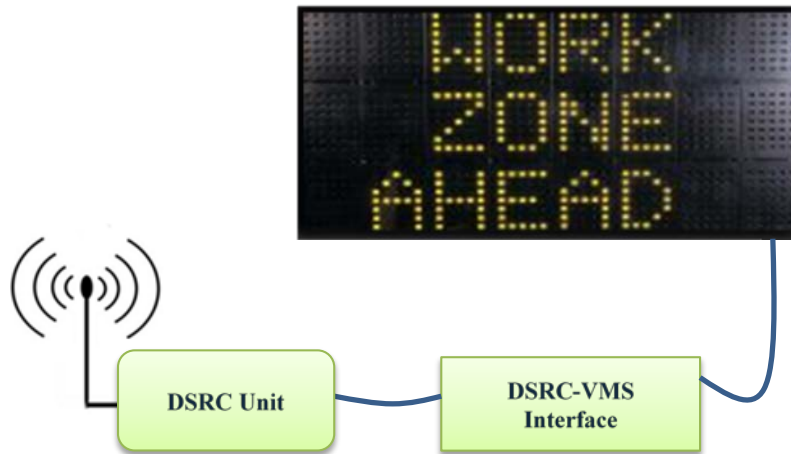 WORK
ZONE
AHEAD
DSRC Unit
DSRC-VMS
Interface